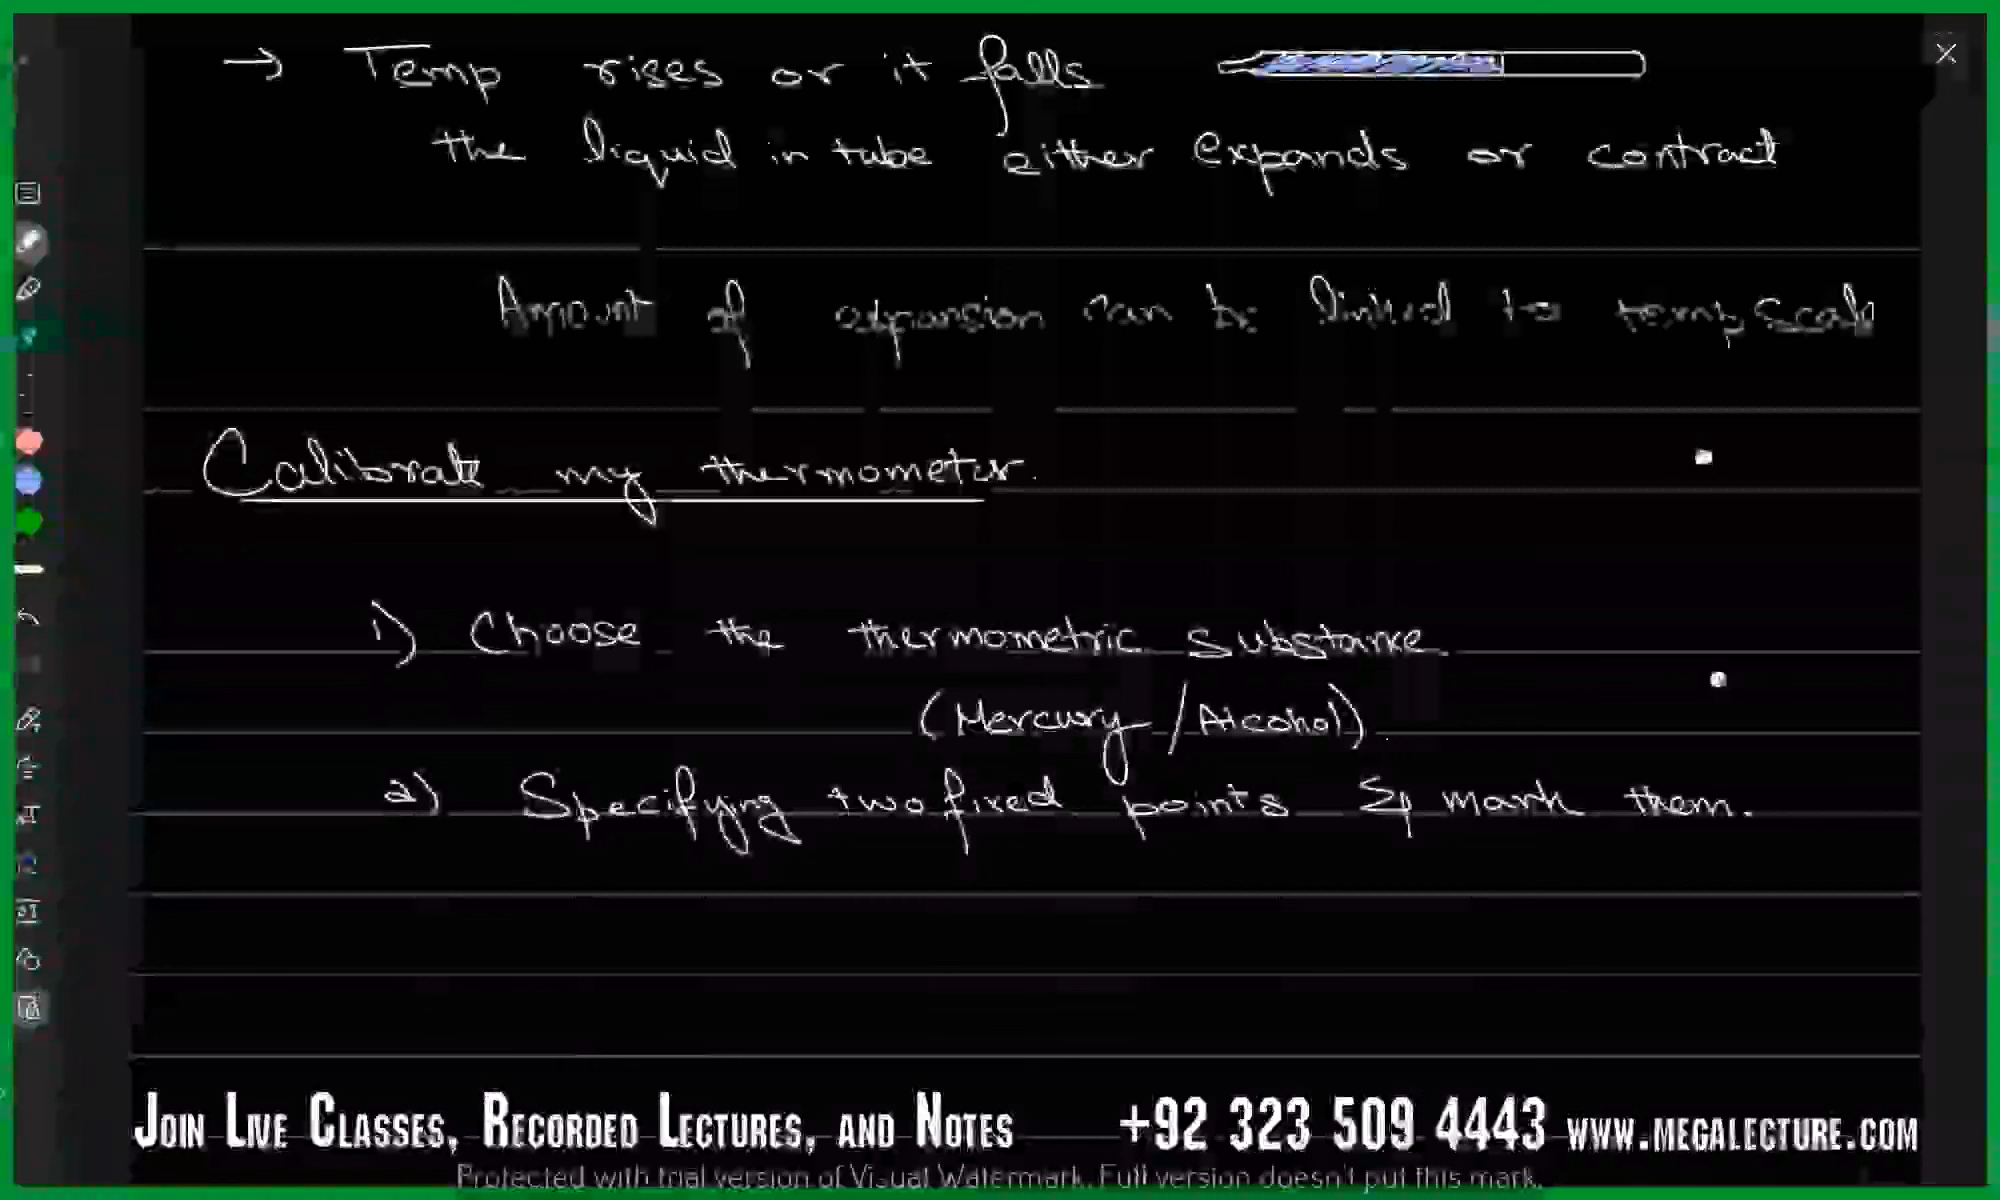 → Temp rises or it falls
the liquid in tube either expands or contract
Amount of expansion can be linked to temp scale
Calibrate my thermometer.
1) Choose the thermometric substance
(Mercury / Alcohol).
2) Specifying two fixed points & mark them.
JOIN LIVE CLASSES, RECORDED LECTURES, AND NOTES +92 323 509 4443 WWW.MEGALECTURE.COM
Protected with trial version of Visual Watermark. Full version doesn't put this mark.